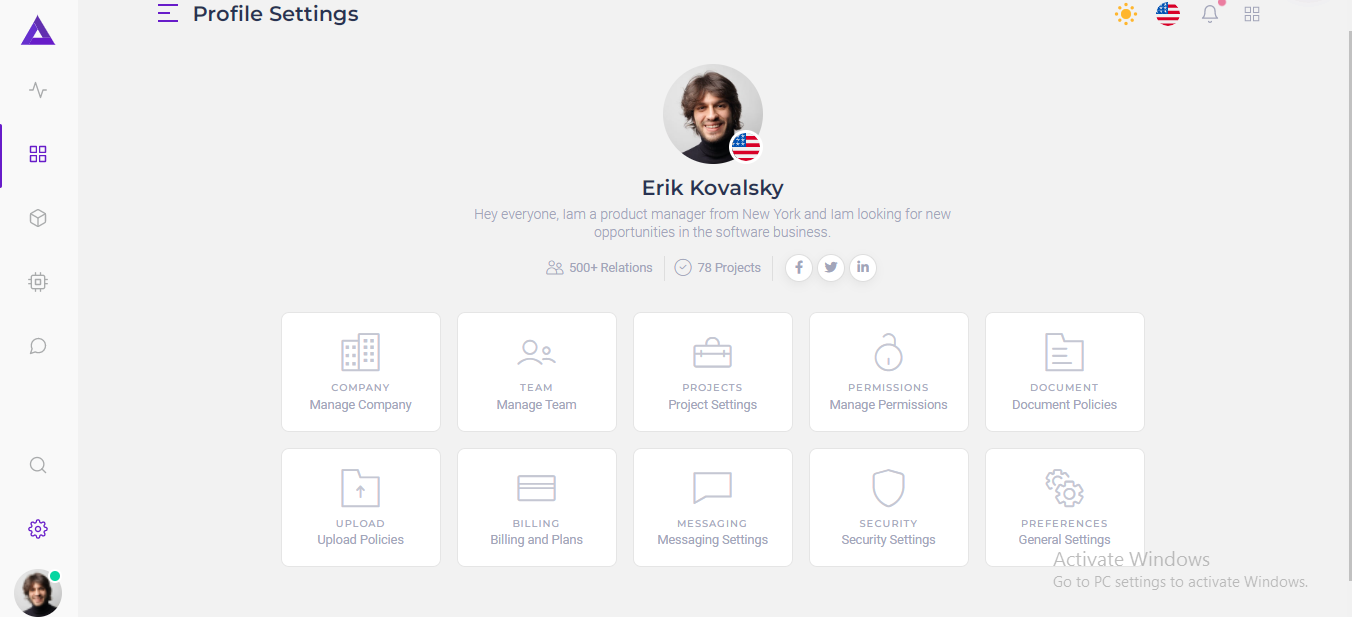 Profile Settings
Erik Kovalsky
Hey everyone, Iam a product manager from New York and Iam looking for new
opportunities in the software business.
500+ Relations
78 Projects
COMPANY
Manage Company
TEAM
Manage Team
PROJECTS
Project Settings
PERMISSIONS
Manage Permissions
DOCUMENT
Document Policies
UPLOAD
Upload Policies
BILLING
Billing and Plans
MESSAGING
Messaging Settings
SECURITY
Security Settings
PREFERENCES
General Settings
Activate Windows
Go to PC settings to activate Windows.